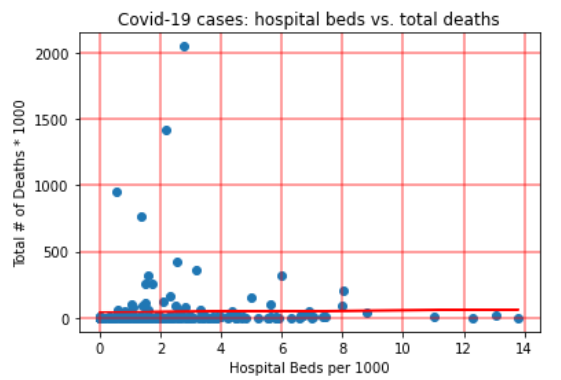 Covid-19 cases: hospital beds vs. total deaths
Total # of Deaths * 1000
2000
1500
1000
500
0
0 2 4 6 8 10 12 14
Hospital Beds per 1000